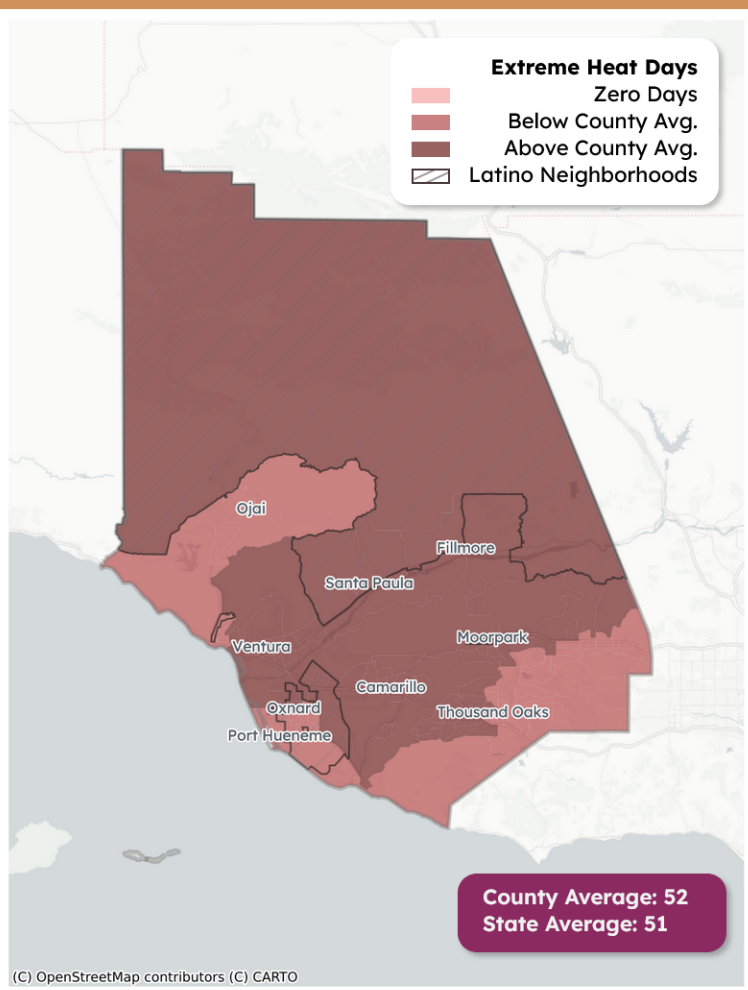 Extreme Heat Days
Zero Days
Below County Avg.
Above County Avg.
Latino Neighborhoods
Ojai
Fillmore
Santa Paula
Moorpark
Ventura
Camarillo
Oxnard
Thousand Oaks
Port Hueneme
County Average: 52
State Average: 51
(C) OpenStreetMap contributors (C) CARTO